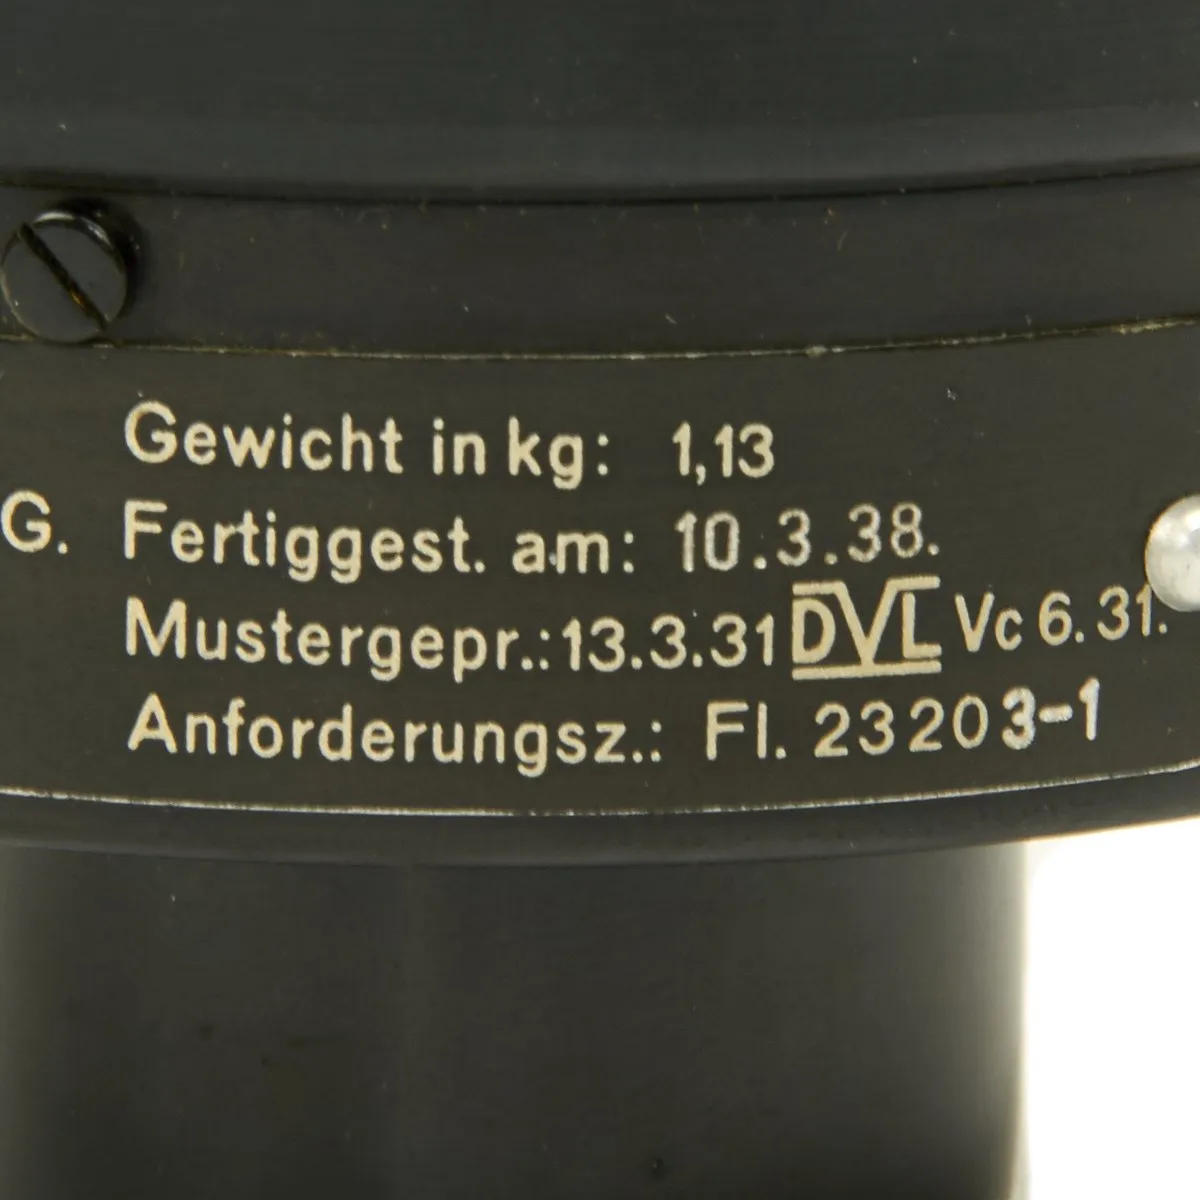 Gewicht in kg: 1,13
G. Fertiggest. am: 10.3.38.
Mustergepr.: 13.3.31 DVL Vc 6.31.
Anforderungsz.: Fl. 23203-1